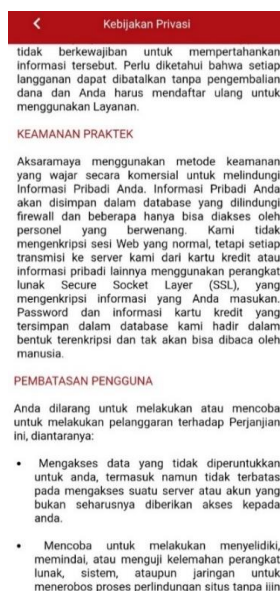 Kebijakan Privasi
tidak berkewajiban untuk mempertahankan
informasi tersebut. Perlu diketahui bahwa setiap
langganan dapat dibatalkan tanpa pengembalian
dana dan Anda harus mendaftar ulang untuk
menggunakan Layanan.
KEAMANAN PRAKTEK
Aksaramaya menggunakan metode keamanan
yang wajar secara komersial untuk melindungi
Informasi Pribadi Anda. Informasi Pribadi Anda
akan disimpan dalam database yang dilindungi
firewall dan beberapa hanya bisa diakses oleh
personel yang berwenang. Kami tidak
mengenkripsi sesi Web yang normal, tetapi setiap
transmisi ke server kami dari kartu kredit atau
informasi pribadi lainnya menggunakan perangkat
lunak Secure Socket Layer (SSL), yang
mengenkripsi informasi yang Anda masukan.
Password dan informasi kartu kredit yang
tersimpan dalam database kami hadir dalam
bentuk terenkripsi dan tak akan bisa dibaca oleh
manusia.
PEMBATASAN PENGGUNA
Anda dilarang untuk melakukan atau mencoba
untuk melakukan pelanggaran terhadap Perjanjian
ini, diantaranya:
• Mengakses data yang tidak diperuntukkan
untuk anda, termasuk namun tidak terbatas
pada mengakses suatu server atau akun yang
bukan seharusnya diberikan akses kepada
anda.
• Mencoba untuk melakukan menyelidiki,
memindai, atau menguji kelemahan perangkat
lunak, sistem, ataupun jaringan untuk
menerobos proses perlindungan situs tanpa ijin